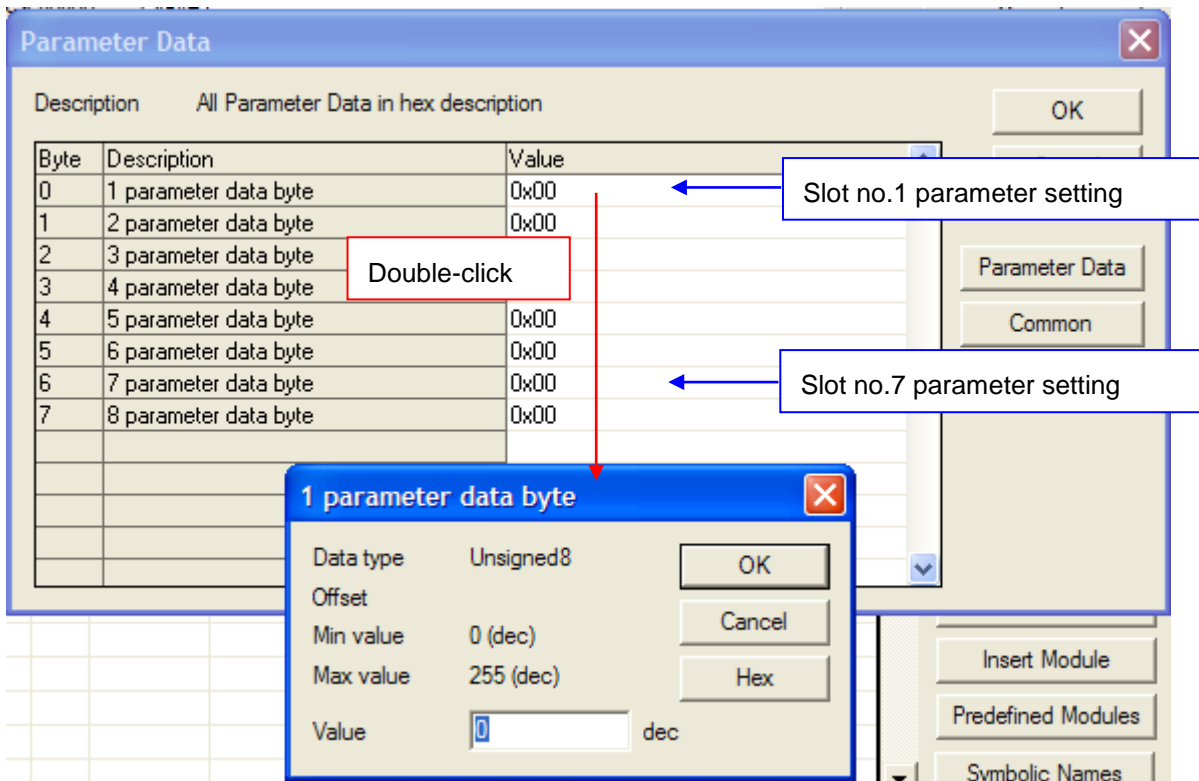 Parameter Data
Description All Parameter Data in hex description
OK
Byte Description Value
0 1 parameter data byte 0x00
Slot no.1 parameter setting
1 2 parameter data byte 0x00
2 3 parameter data byte
Double-click
Parameter Data
3 4 parameter data byte
4 5 parameter data byte 0x00
Common
5 6 parameter data byte 0x00
6 7 parameter data byte 0x00
Slot no.7 parameter setting
7 8 parameter data byte 0x00
1 parameter data byte
Data type Unsigned8
OK
Offset
Min value 0 (dec)
Cancel
Max value 255 (dec)
Hex
Value 0 dec
Insert Module
Predefined Modules
Symbolic Names